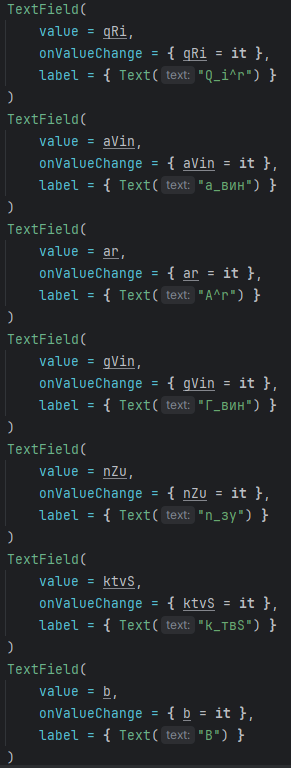 TextField(
    value = qRi,
    onValueChange = { qRi = it },
    label = { Text( text: "Q_i^r") }
)
TextField(
    value = aVin,
    onValueChange = { aVin = it },
    label = { Text( text: "a_вин") }
)
TextField(
    value = ar,
    onValueChange = { ar = it },
    label = { Text( text: "A^r") }
)
TextField(
    value = gVin,
    onValueChange = { gVin = it },
    label = { Text( text: "Г_вин") }
)
TextField(
    value = nZu,
    onValueChange = { nZu = it },
    label = { Text( text: "n_зу") }
)
TextField(
    value = ktvS,
    onValueChange = { ktvS = it },
    label = { Text( text: "К_твS") }
)
TextField(
    value = b,
    onValueChange = { b = it },
    label = { Text( text: "B") }
)